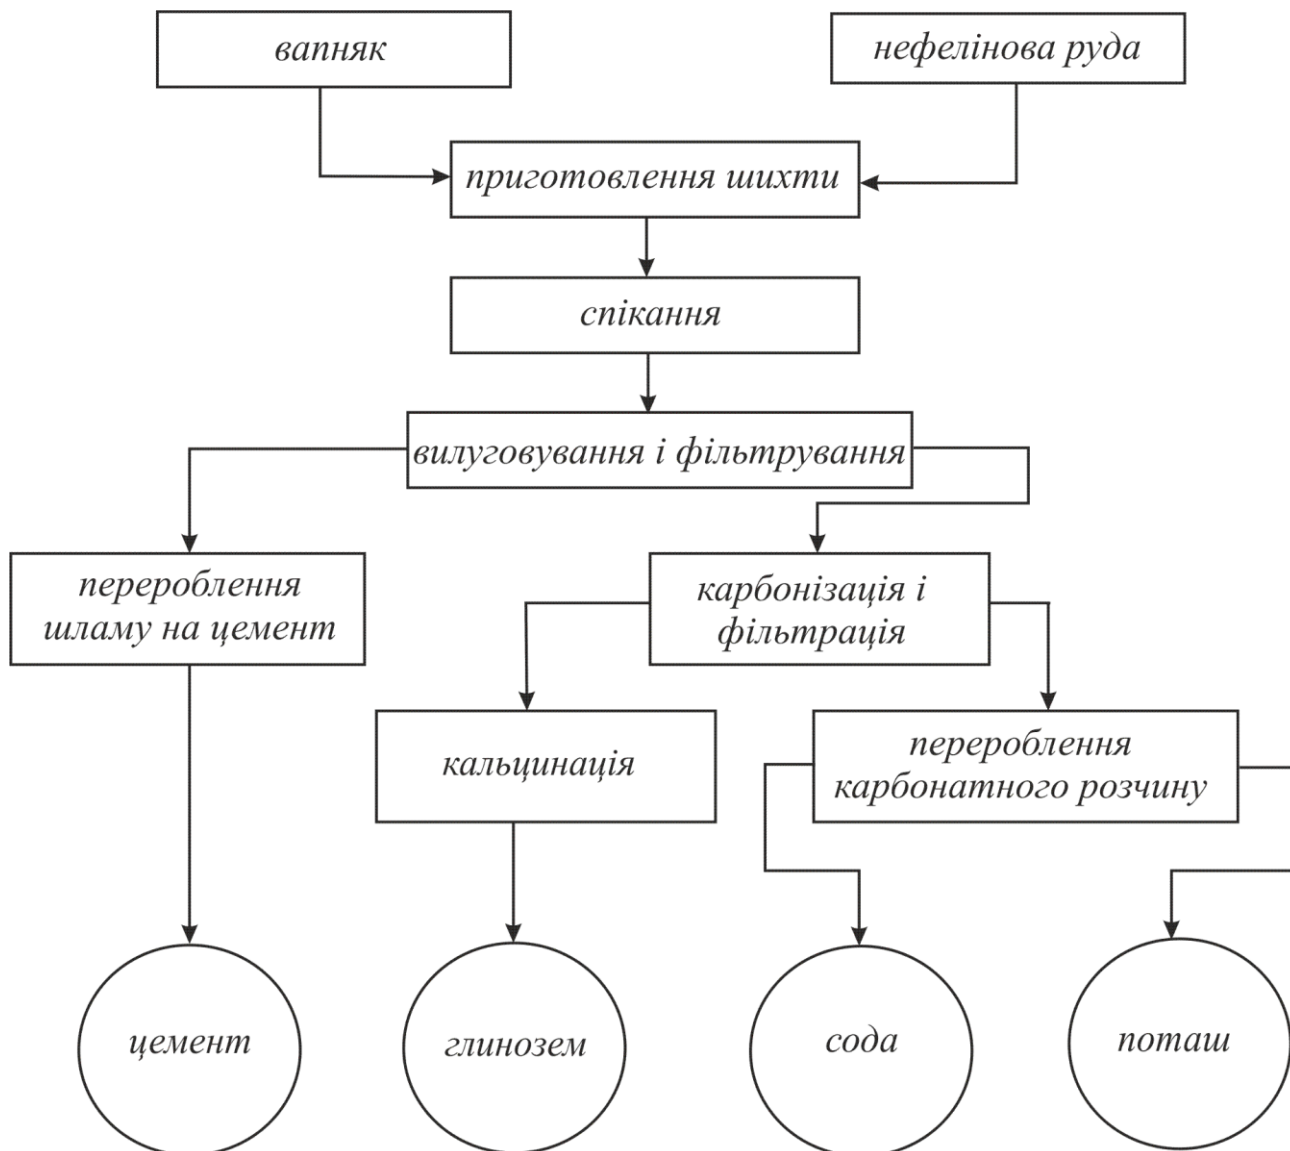 вапняк
нефелінова руда
приготовлення шихти
спікання
вилуговування і фільтрування
перероблення
шламу на цемент
карбонізація і
фільтрація
кальцинація
перероблення
карбонатного розчину
цемент
глинозем
сода
поташ